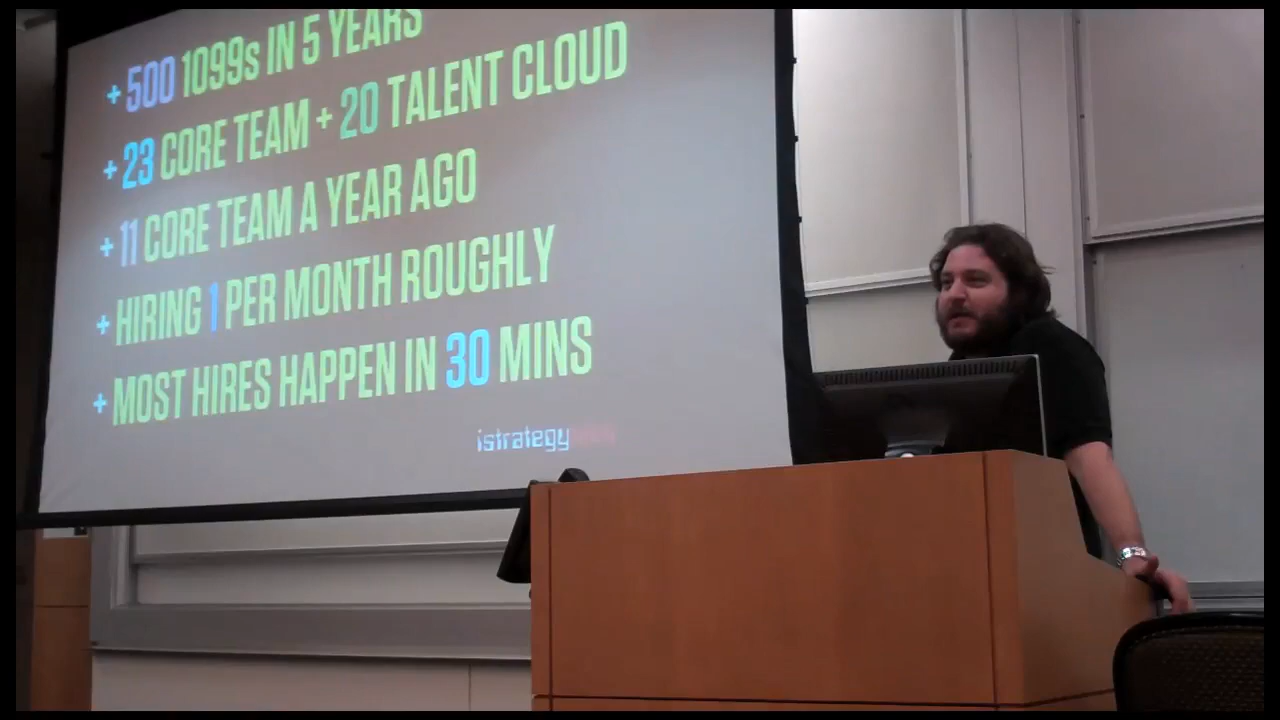 + 500 1099s IN 5 YEARS
+ 23 CORE TEAM + 20 TALENT CLOUD
+ 11 CORE TEAM A YEAR AGO
+ HIRING 1 PER MONTH ROUGHLY
+ MOST HIRES HAPPEN IN 30 MINS
istrategy